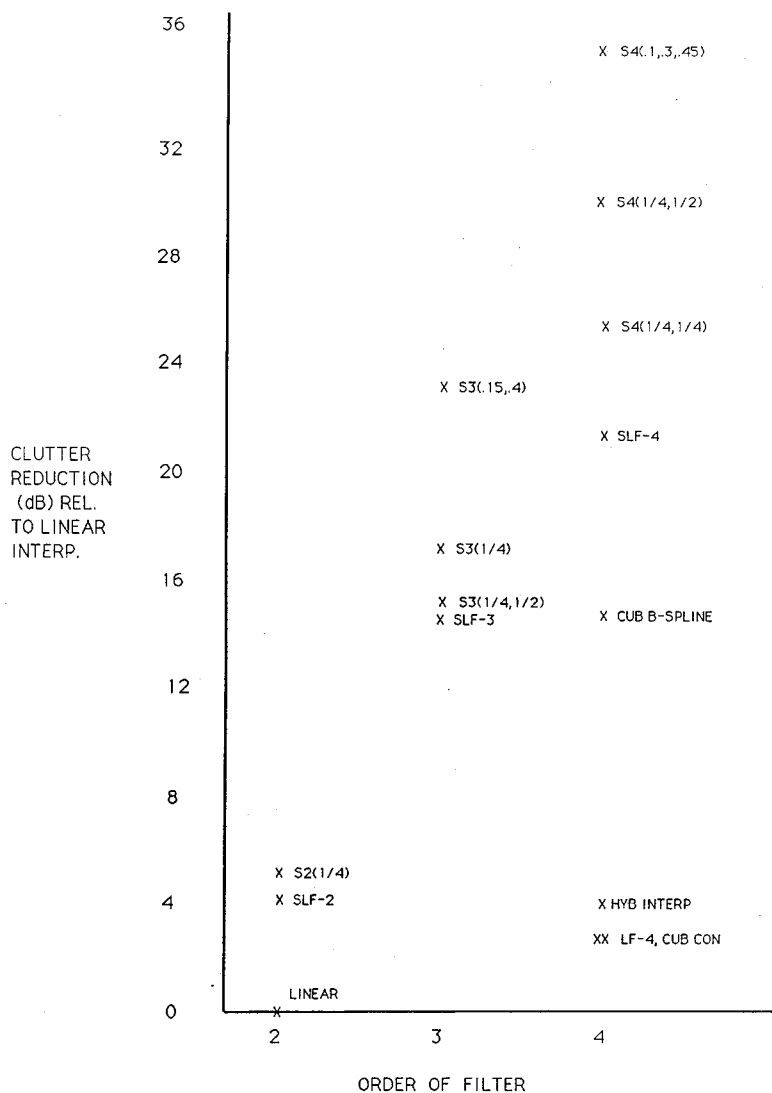 36
X S4(.1,.3,.45)
32
X S4(1/4,1/2)
28
X S4(1/4,1/4)
24
X S3(.15,.4)
X SLF-4
CLUTTER
REDUCTION
(dB) REL.
TO LINEAR
INTERP.
20
X S3(1/4)
16
X S3(1/4,1/2)
X SLF-3
X CUB B-SPLINE
12
8
X S2(1/4)
4
X SLF-2
X HYB INTERP
XX LF-4, CUB CON
LINEAR
0
X
2
3
4
ORDER OF FILTER